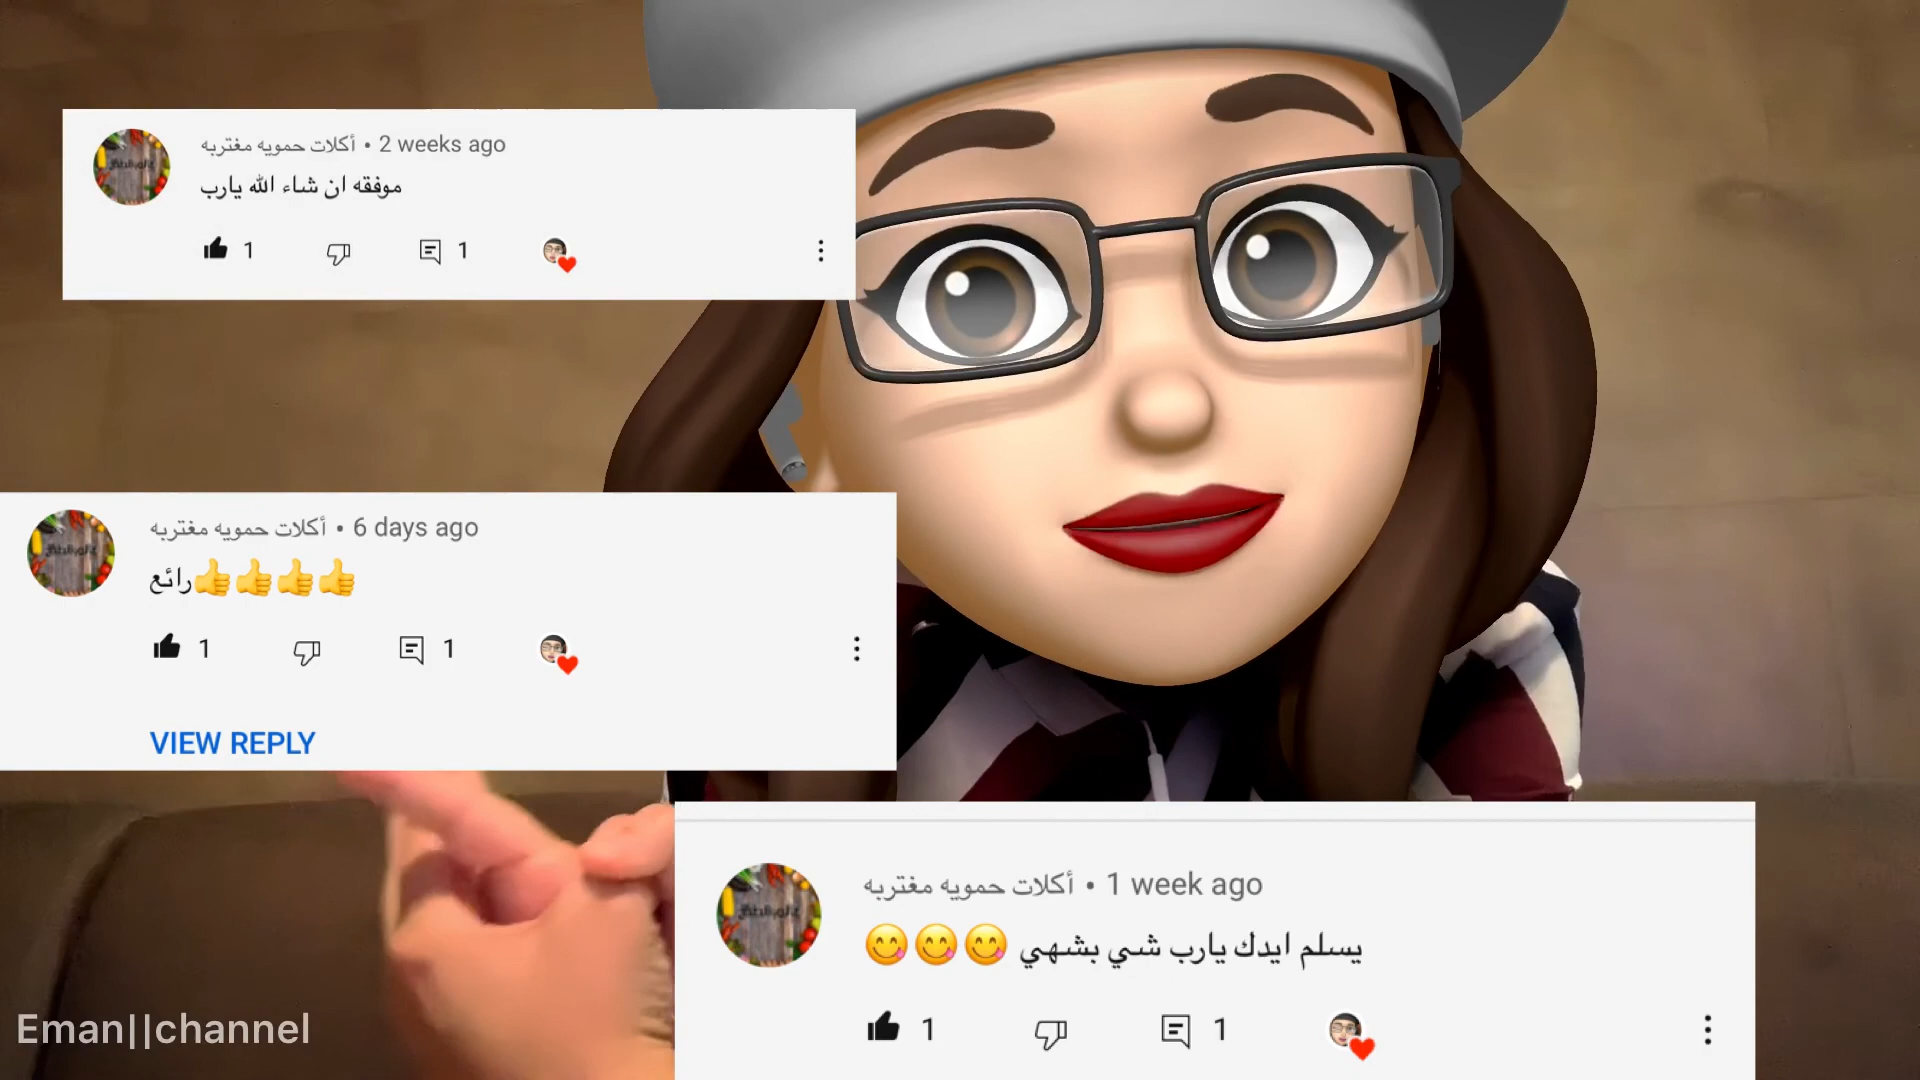 أكلات حمويه مغتربه • 2 weeks ago
موفقه ان شاء الله يارب
1 1
أكلات حمويه مغتربه • 6 days ago
رائع👍👍👍👍
1 1
VIEW REPLY
أكلات حمويه مغتربه • 1 week ago
يسلم ايدك يارب شي بشهي 😋😋😋
1 1
Eman||channel